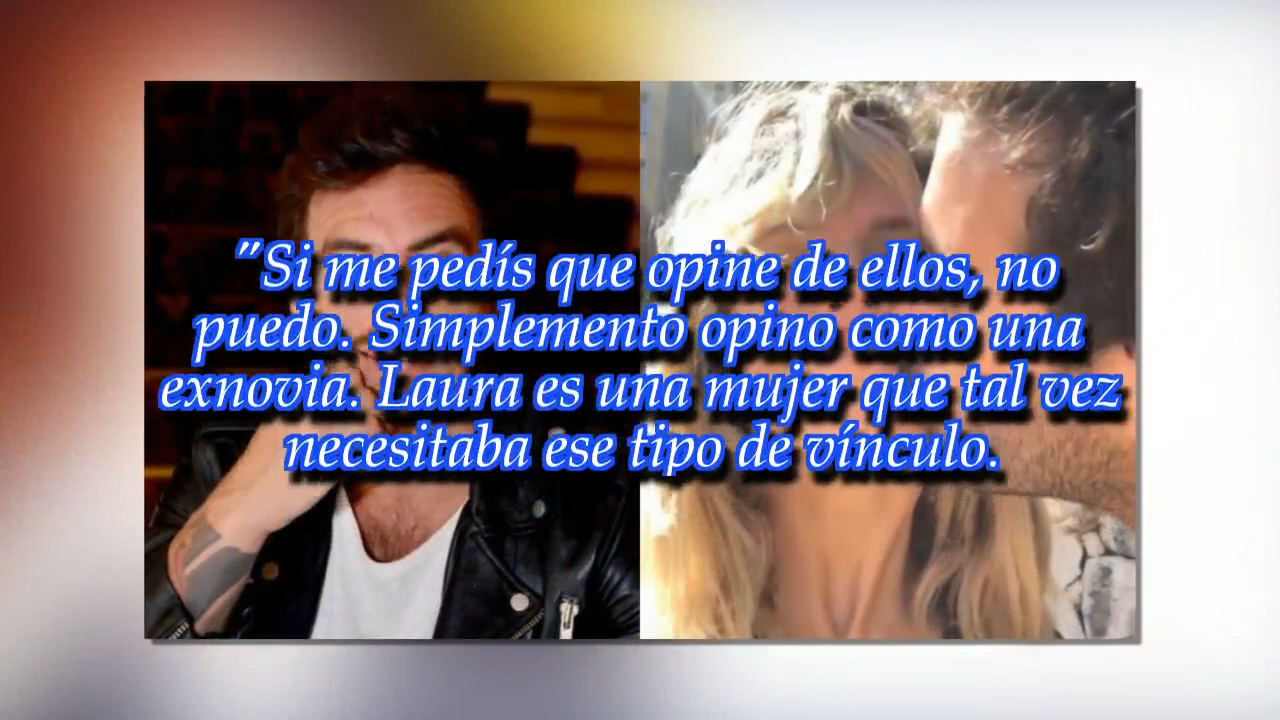 "Si me pedís que opine de ellos, no
puedo. Simplemento opino como una
exnovia. Laura es una mujer que tal vez
necesitaba ese tipo de vínculo.